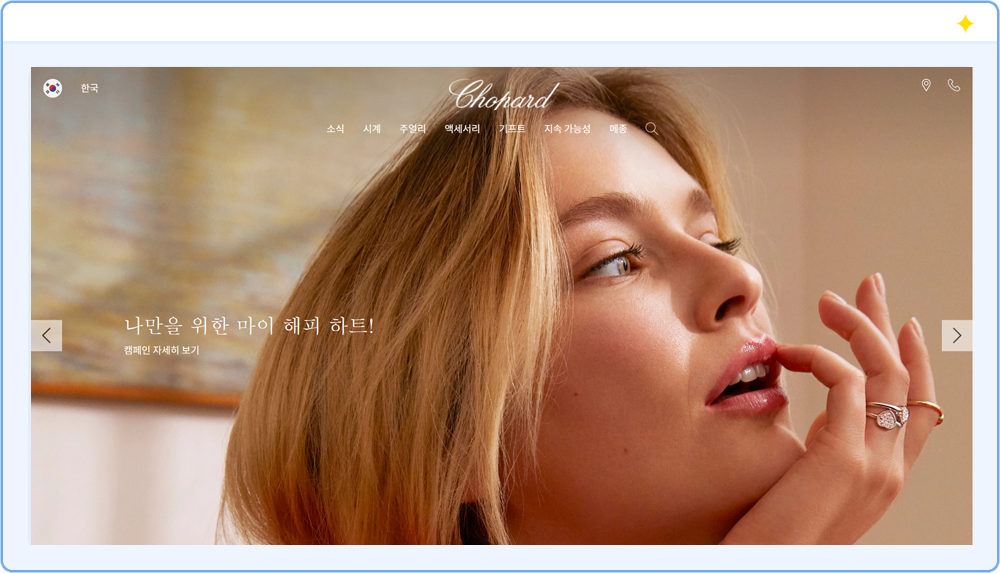 한국
Chopard
소식 시계 주얼리 액세서리 기프트 지속 가능성 메종
나만을 위한 마이 해피 하트!
캠페인 자세히 보기